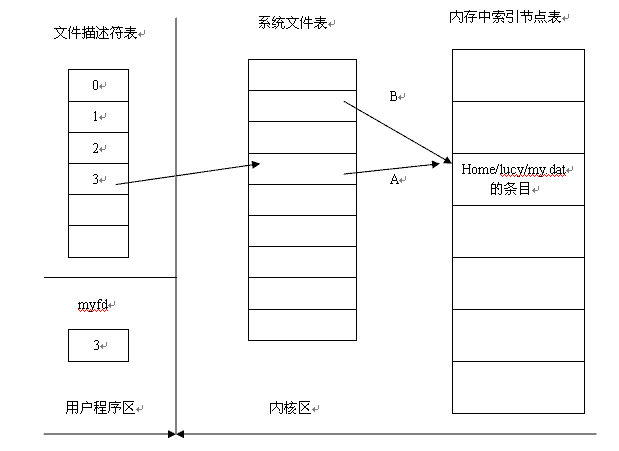 文件描述符表
系统文件表
内存中索引节点表
0
1
2
3
B
A
Home/lucy/my.dat
的条目
myfd
3
用户程序区
内核区